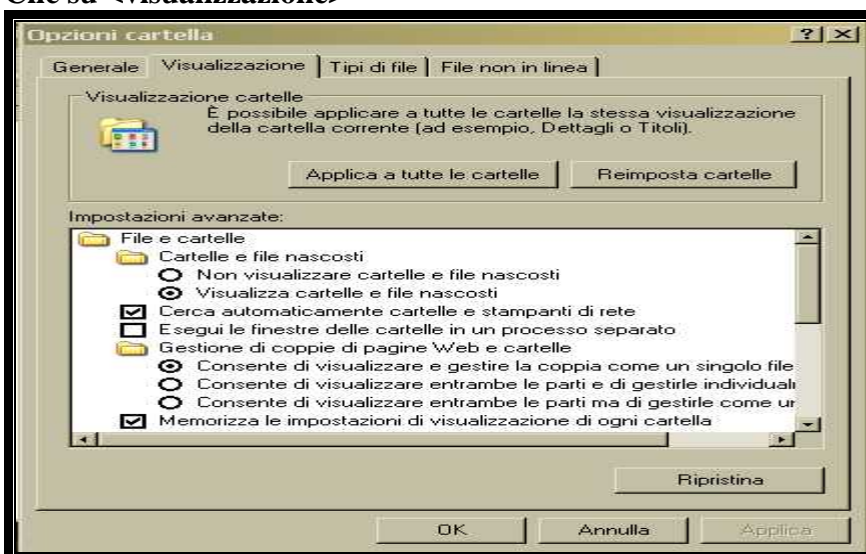 Opzioni cartella
Generale Visualizzazione Tipi di file File non in linea
Visualizzazione cartelle
È possibile applicare a tutte le cartelle la stessa visualizzazione
della cartella corrente (ad esempio, Dettagli o Titoli).
Applica a tutte le cartelle Reimposta cartelle
Impostazioni avanzate:
File e cartelle
Cartelle e file nascosti
Non visualizzare cartelle e file nascosti
Visualizza cartelle e file nascosti
Cerca automaticamente cartelle e stampanti di rete
Esegui le finestre delle cartelle in un processo separato
Gestione di coppie di pagine Web e cartelle
Consente di visualizzare e gestire la coppia come un singolo file
Consente di visualizzare entrambe le parti e di gestirle
Consente di visualizzare entrambe le parti ma di gestirle come
Memorizza le impostazioni di visualizzazione di ogni cartella
Ripristina
OK Annulla Applica